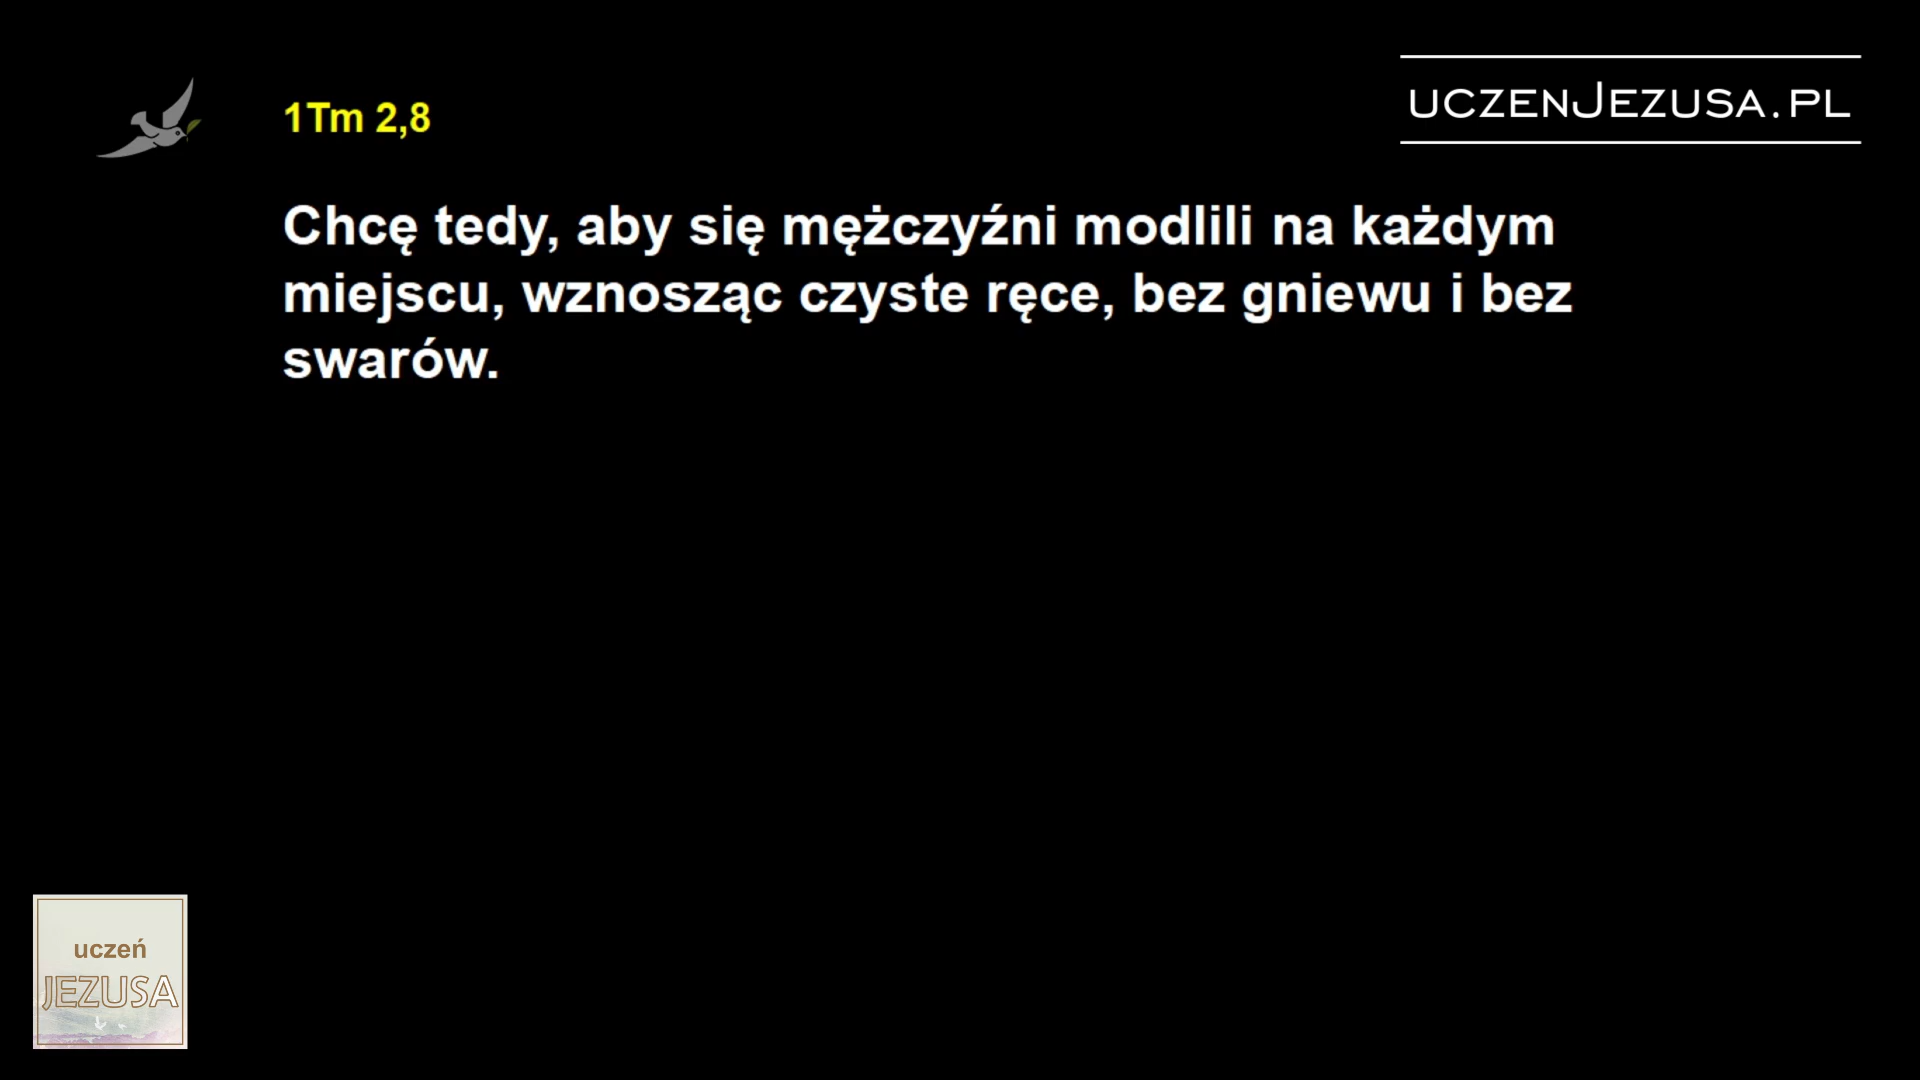 1Tm 2,8
UCZENJEZUSA.PL
Chcę tedy, aby się mężczyźni modlili na każdym
miejscu, wznosząc czyste ręce, bez gniewu i bez
swarów.
uczeń
JEZUSA